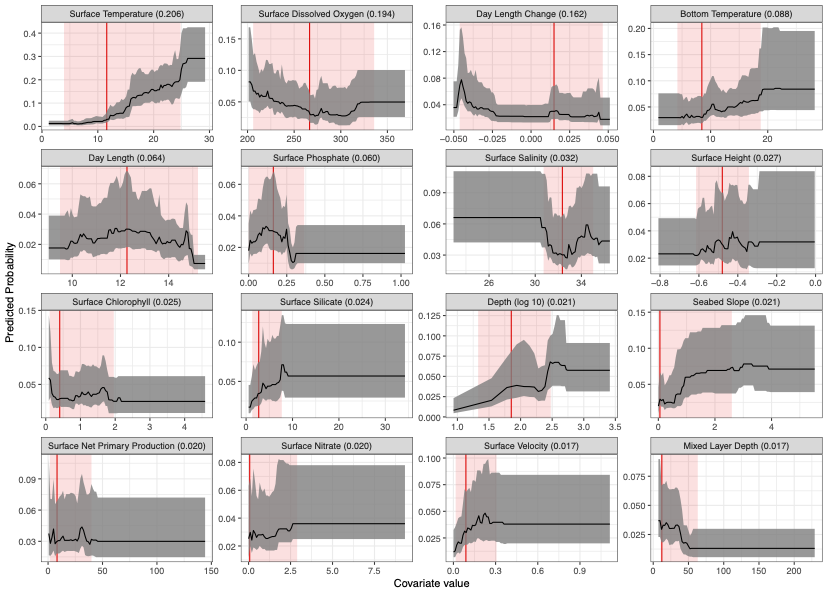 Surface Temperature (0.206)
Surface Dissolved Oxygen (0.194)
Day Length Change (0.162)
Bottom Temperature (0.088)
0.4
0.3
0.2
0.1
0.0
0.15
0.10
0.05
0.16
0.12
0.08
0.04
0.20
0.15
0.10
0.05
0 10 20 30
200 250 300 350
−0.050 −0.025 0.000 0.025 0.050
0 10 20
Day Length (0.064)
Surface Phosphate (0.060)
Surface Salinity (0.032)
Surface Height (0.027)
0.06
0.04
0.02
0.06
0.04
0.02
0.09
0.06
0.03
0.08
0.06
0.04
0.02
10 12 14
0.00 0.25 0.50 0.75 1.00
26 30 34
−0.8 −0.6 −0.4 −0.2 0.0
Predicted Probability
Surface Chlorophyll (0.025)
Surface Silicate (0.024)
Depth (log 10) (0.021)
Seabed Slope (0.021)
0.15
0.10
0.05
0.10
0.05
0.125
0.100
0.075
0.050
0.025
0.000
0.15
0.10
0.05
0 1 2 3 4
0 10 20 30
1.0 1.5 2.0 2.5 3.0 3.5
0 2 4
Surface Net Primary Production (0.020)
Surface Nitrate (0.020)
Surface Velocity (0.017)
Mixed Layer Depth (0.017)
0.09
0.06
0.03
0.08
0.06
0.04
0.02
0.100
0.075
0.050
0.025
0.075
0.050
0.025
0 50 100 150
0.0 2.5 5.0 7.5
0.0 0.3 0.6 0.9
0 50 100 150 200
Covariate value